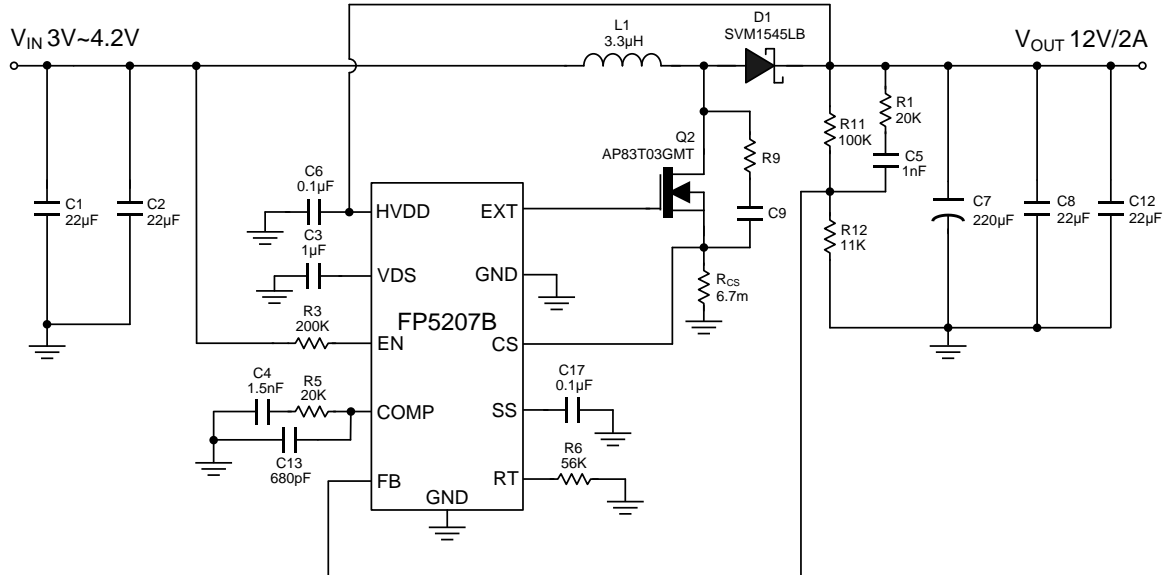 V_IN 3V~4.2V
L1
3.3µH
D1
SVM1545LB
V_OUT 12V/2A
C1
22µF
C2
22µF
C6
0.1µF
C3
1µF
R3
200K
C4
1.5nF
R5
20K
C13
680pF
HVDD
VDS
EN
COMP
FB
FP5207B
GND
EXT
GND
CS
SS
RT
Q2
AP83T03GMT
R9
C9
R_CS
6.7m
C17
0.1µF
R6
56K
R11
100K
R1
20K
C5
1nF
R12
11K
C7
220µF
C8
22µF
C12
22µF